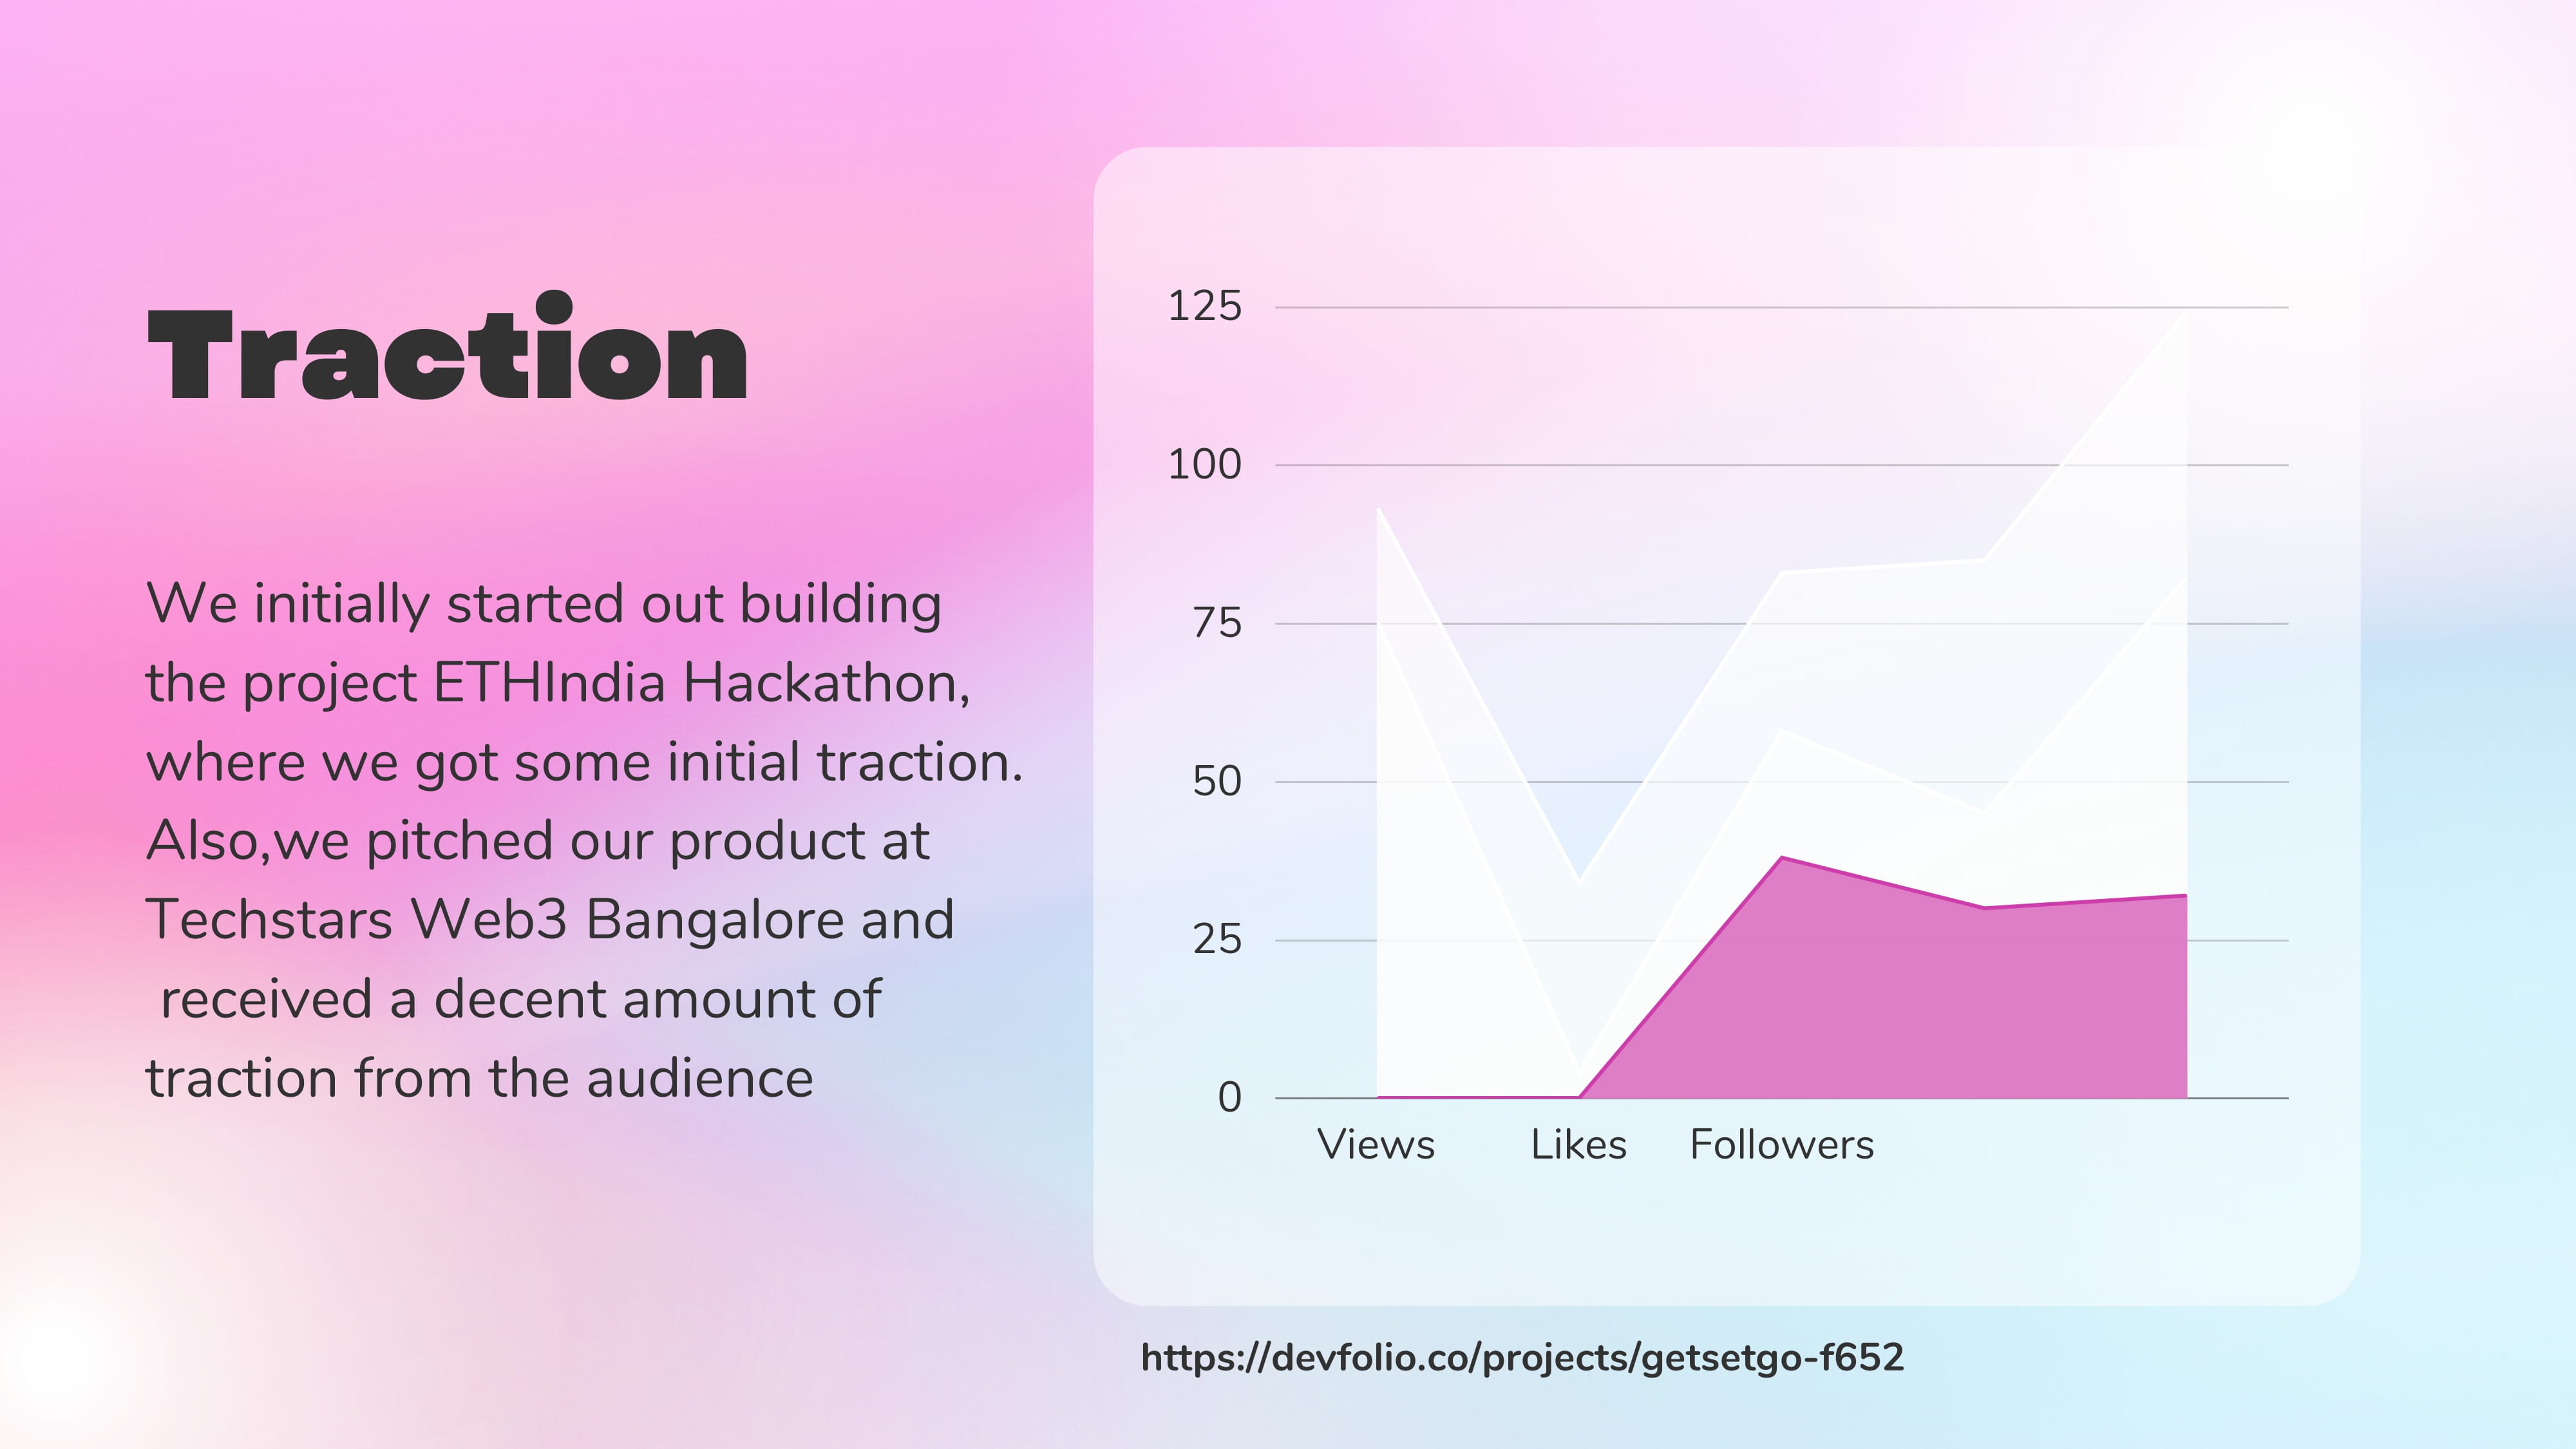 Traction
We initially started out building
the project ETHIndia Hackathon,
where we got some initial traction.
Also,we pitched our product at
Techstars Web3 Bangalore and
received a decent amount of
traction from the audience
125
100
75
50
25
0
Views Likes Followers
https://devfolio.co/projects/getsetgo-f652